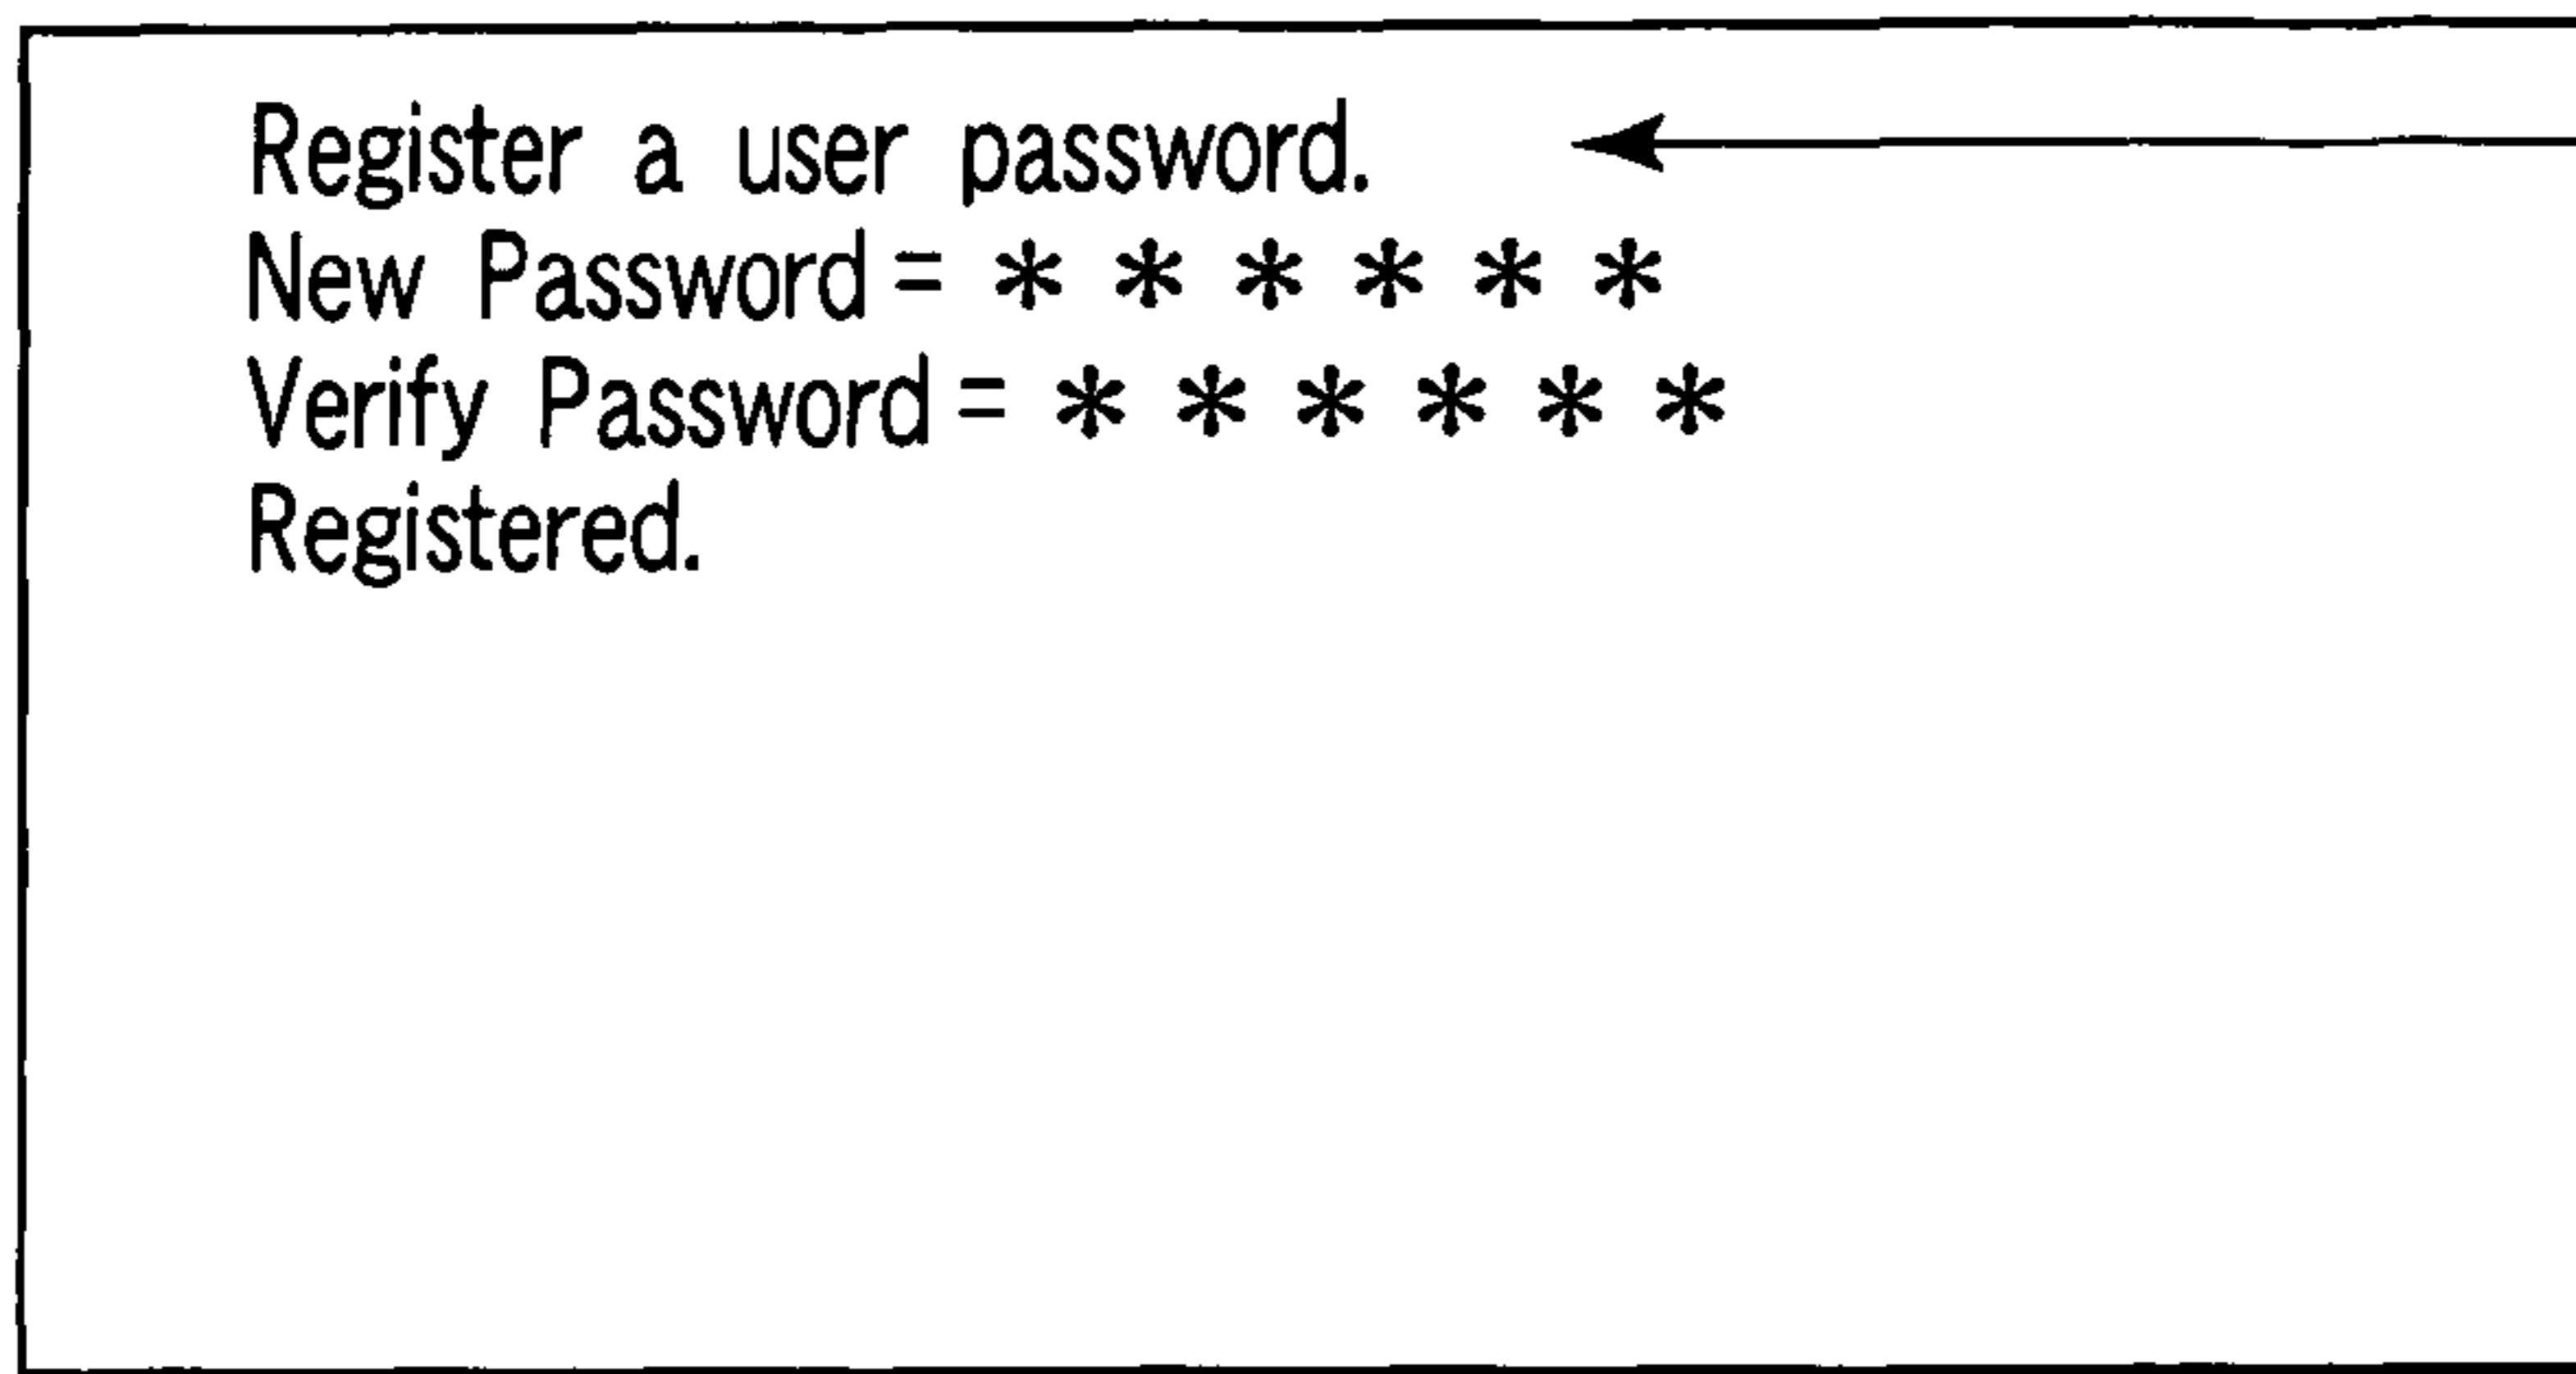 Register a user password.
New Password = * * * * * *
Verify Password = * * * * * *
Registered.